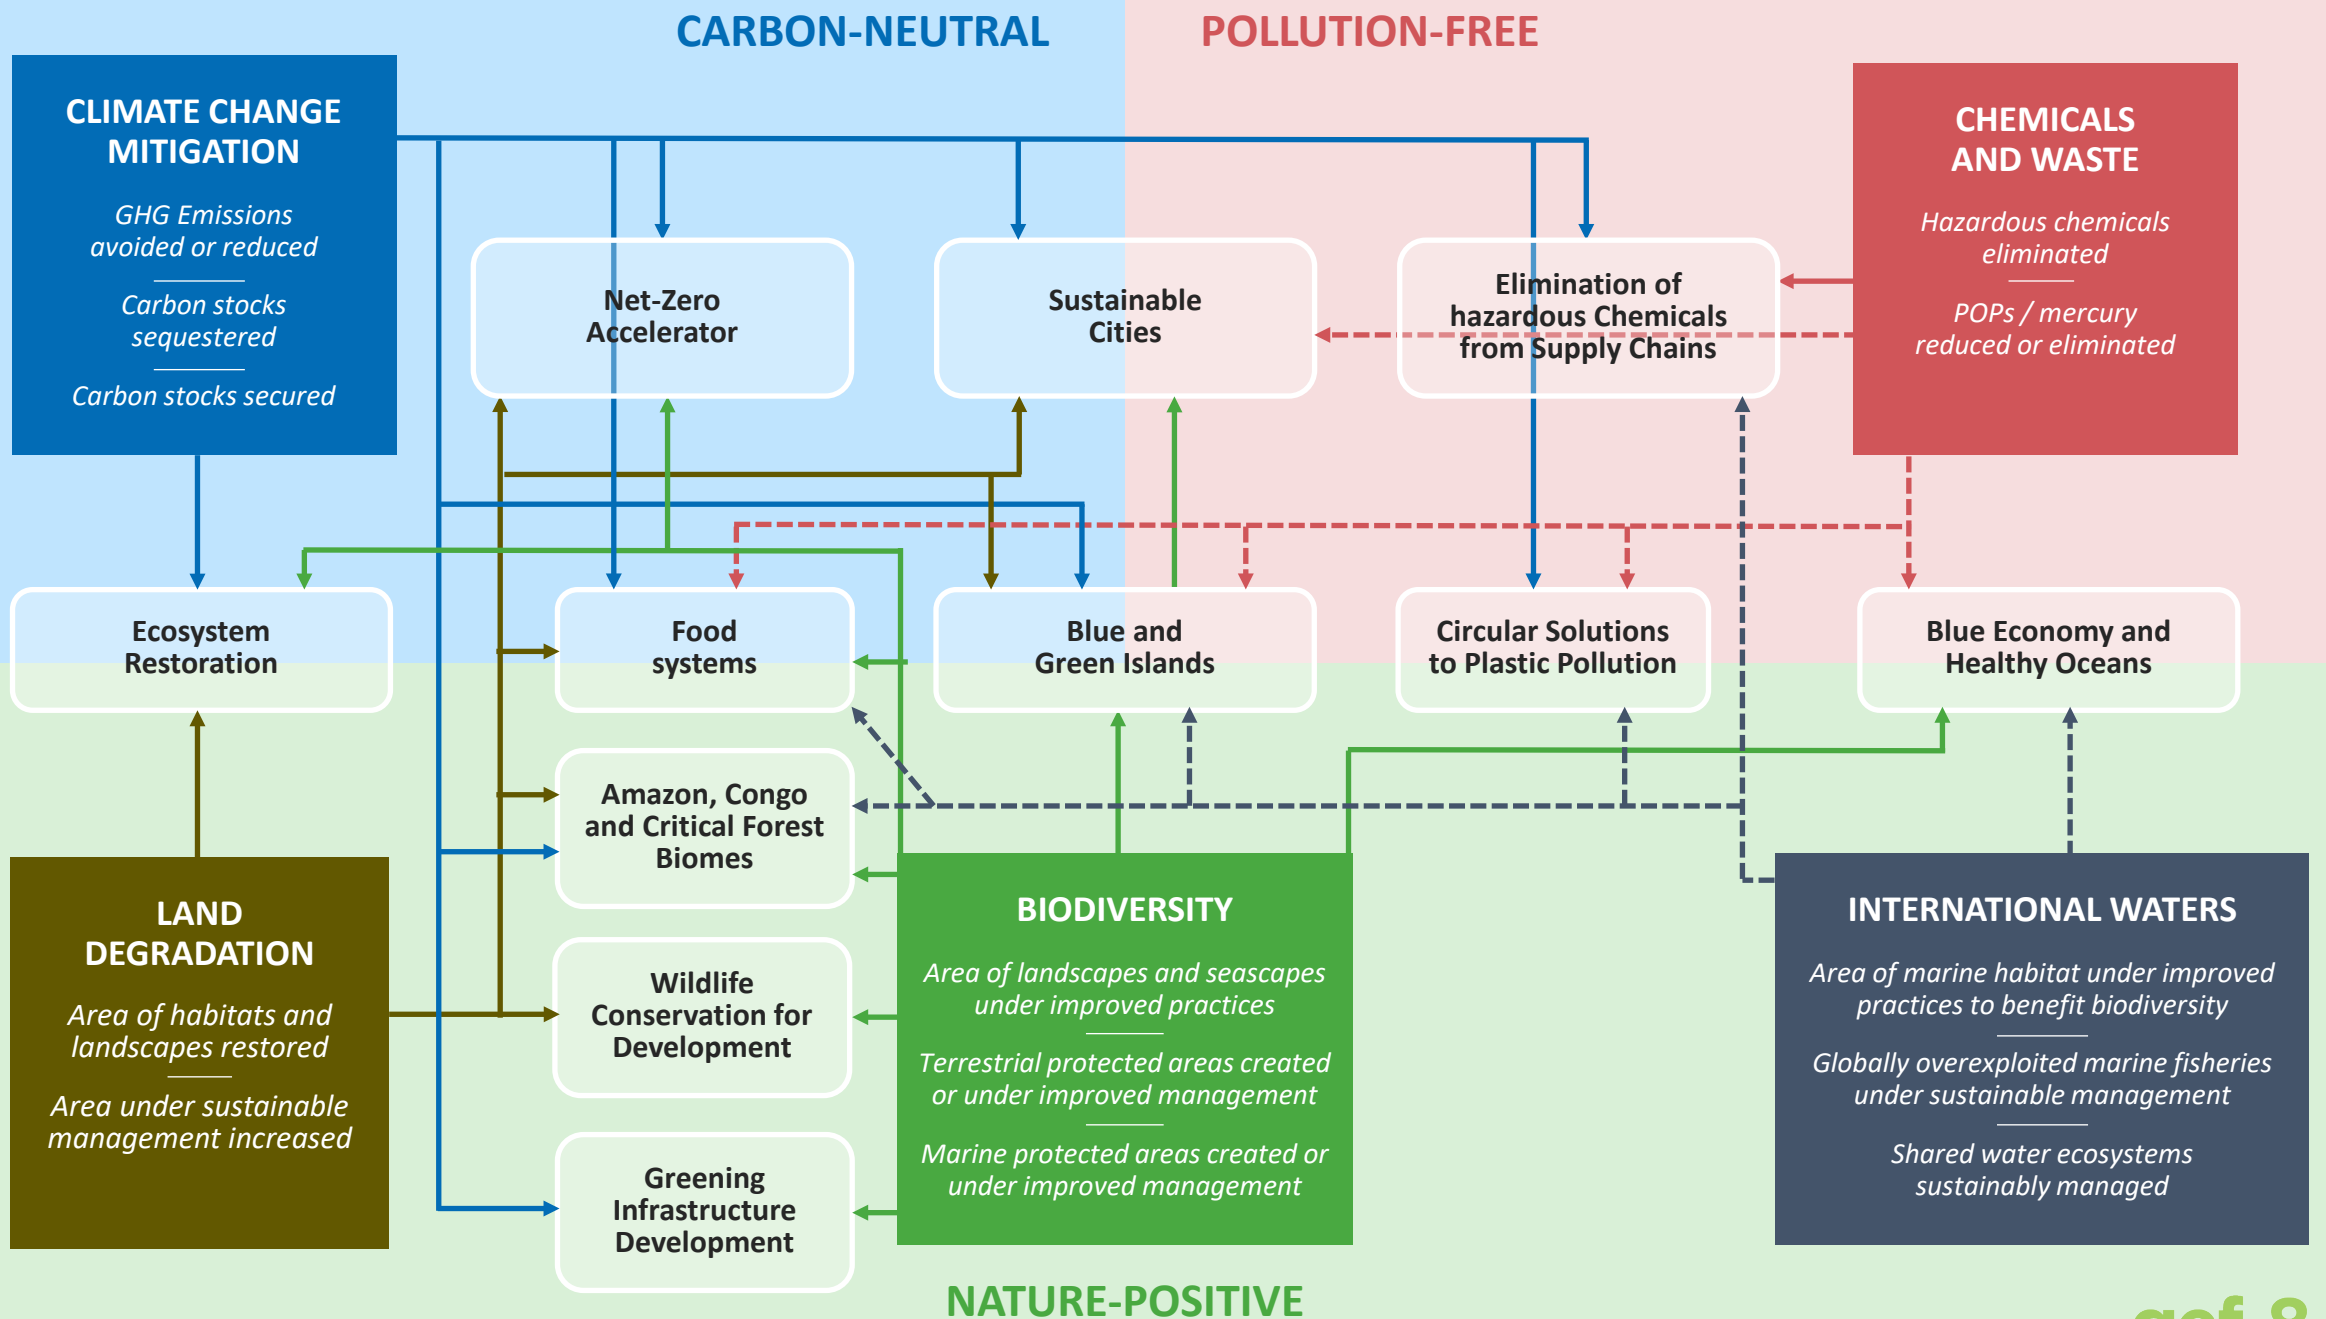 CARBON-NEUTRAL
POLLUTION-FREE
CLIMATE CHANGE
MITIGATION
GHG Emissions
avoided or reduced
Carbon stocks
sequestered
Carbon stocks secured
CHEMICALS
AND WASTE
Hazardous chemicals
eliminated
POPs / mercury
reduced or eliminated
Net-Zero
Accelerator
Sustainable
Cities
Elimination of
hazardous Chemicals
from Supply Chains
Ecosystem
Restoration
Food
systems
Blue and
Green Islands
Circular Solutions
to Plastic Pollution
Blue Economy and
Healthy Oceans
Amazon, Congo
and Critical Forest
Biomes
Wildlife
Conservation for
Development
Greening
Infrastructure
Development
LAND
DEGRADATION
Area of habitats and
landscapes restored
Area under sustainable
management increased
BIODIVERSITY
Area of landscapes and seascapes
under improved practices
Terrestrial protected areas created
or under improved management
Marine protected areas created or
under improved management
INTERNATIONAL WATERS
Area of marine habitat under improved
practices to benefit biodiversity
Globally overexploited marine fisheries
under sustainable management
Shared water ecosystems
sustainably managed
NATURE-POSITIVE
gef-8